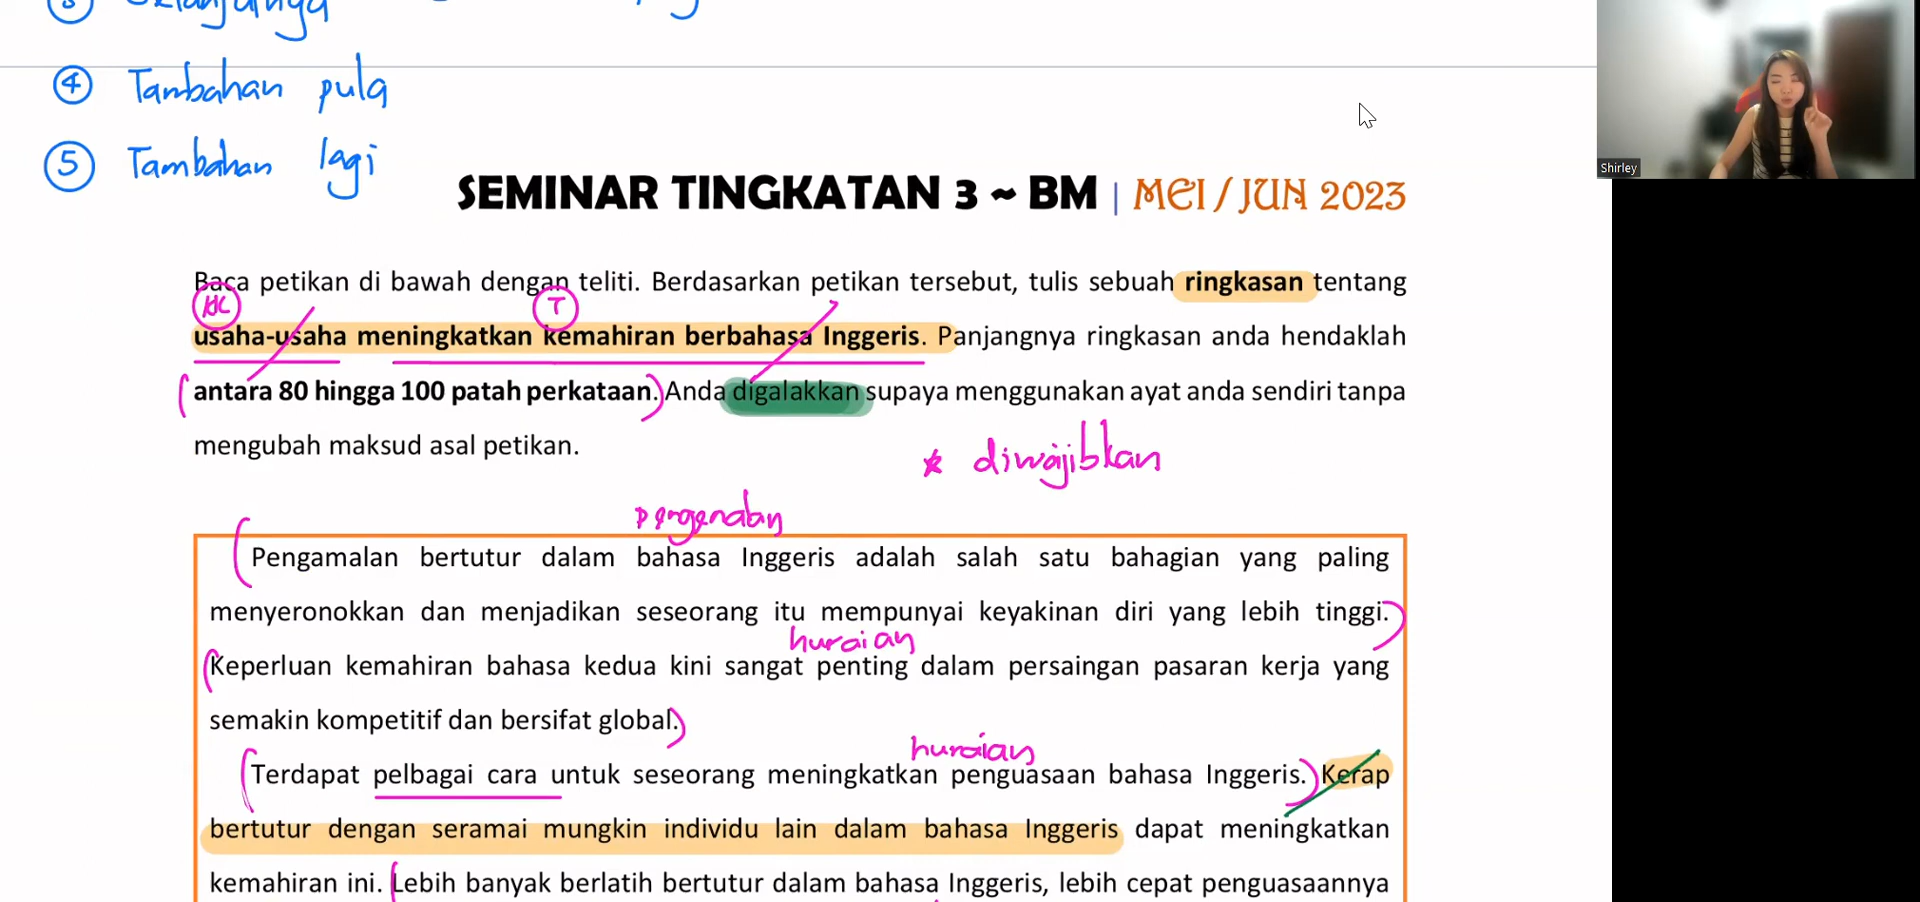 ③ Selanjutnya
④ Tambahan pula
⑤ Tambahan lagi
Shirley
SEMINAR TINGKATAN 3 ~ BM | MEI / JUN 2023
Baca petikan di bawah dengan teliti. Berdasarkan petikan tersebut, tulis sebuah ringkasan tentang
T
usaha-usaha meningkatkan kemahiran berbahasa Inggeris. Panjangnya ringkasan anda hendaklah
(antara 80 hingga 100 patah perkataan.) Anda digalakkan supaya menggunakan ayat anda sendiri tanpa
mengubah maksud asal petikan.
* diwajibkan
pengenalan
(Pengamalan bertutur dalam bahasa Inggeris adalah salah satu bahagian yang paling
menyeronokkan dan menjadikan seseorang itu mempunyai keyakinan diri yang lebih tinggi.)
huraian
(Keperluan kemahiran bahasa kedua kini sangat penting dalam persaingan pasaran kerja yang
semakin kompetitif dan bersifat global.)
huraian
(Terdapat pelbagai cara untuk seseorang meningkatkan penguasaan bahasa Inggeris.) Kerap
bertutur dengan seramai mungkin individu lain dalam bahasa Inggeris dapat meningkatkan
kemahiran ini. (Lebih banyak berlatih bertutur dalam bahasa Inggeris, lebih cepat penguasaannya